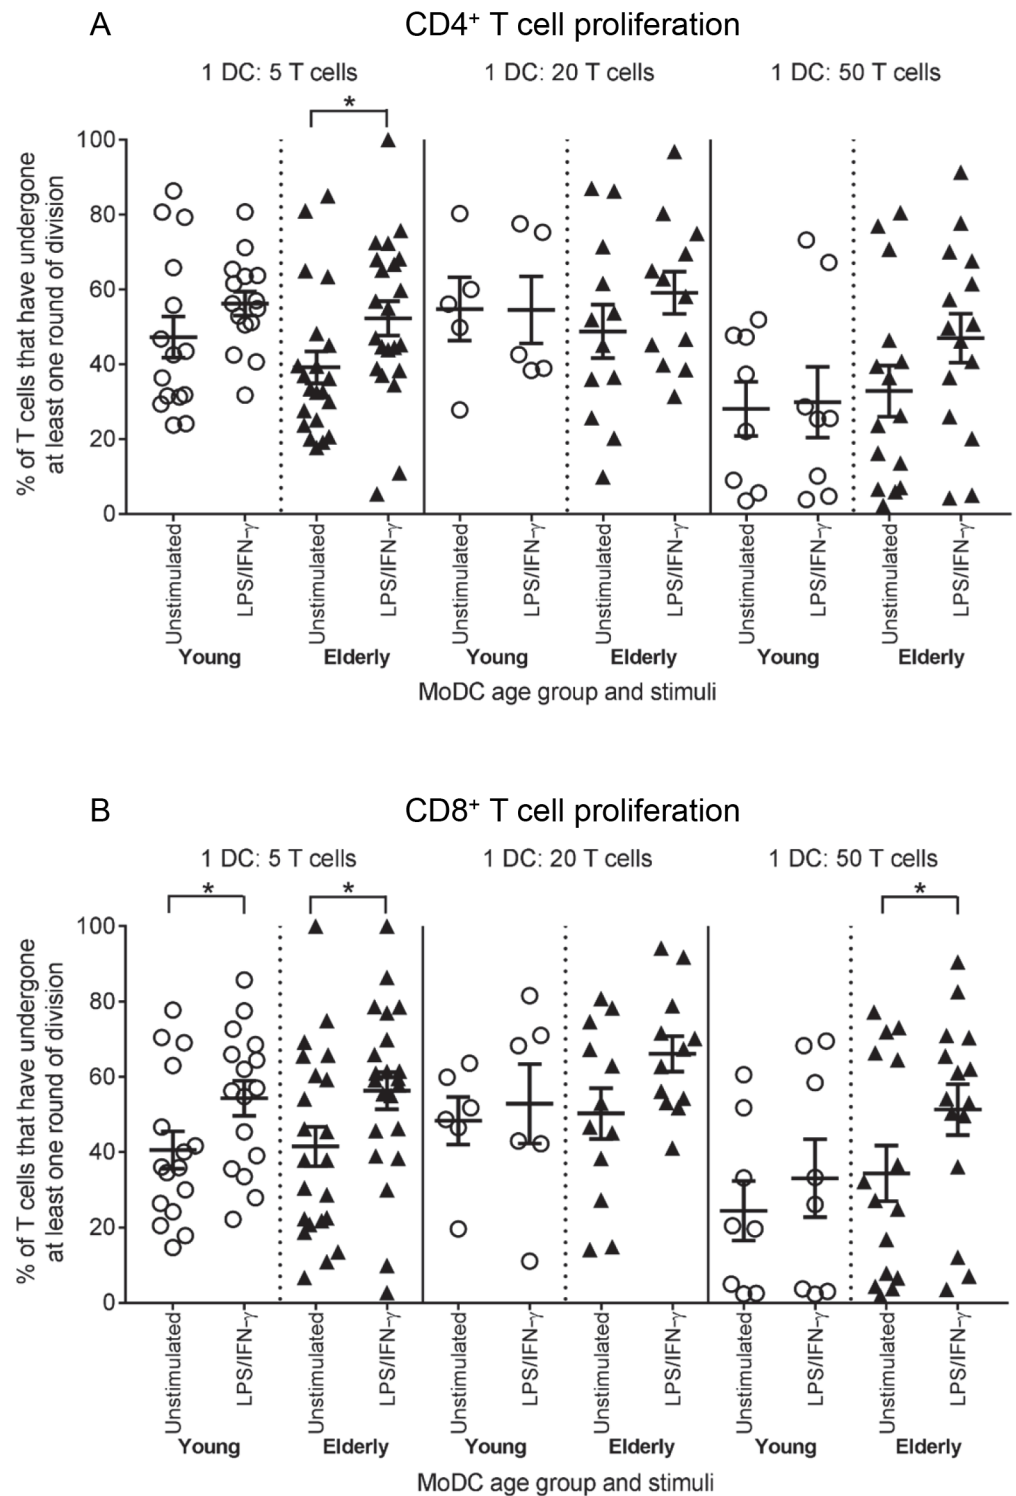 A
CD4⁺ T cell proliferation
1 DC: 5 T cells
1 DC: 20 T cells
1 DC: 50 T cells
*
% of T cells that have undergone
at least one round of division
100
80
60
40
20
0
Unstimulated
LPS/IFN-γ
Unstimulated
LPS/IFN-γ
Unstimulated
LPS/IFN-γ
Unstimulated
LPS/IFN-γ
Unstimulated
LPS/IFN-γ
Unstimulated
LPS/IFN-γ
Young
Elderly
Young
Elderly
Young
Elderly
MoDC age group and stimuli
B
CD8⁺ T cell proliferation
1 DC: 5 T cells
1 DC: 20 T cells
1 DC: 50 T cells
*
*
*
% of T cells that have undergone
at least one round of division
100
80
60
40
20
0
Unstimulated
LPS/IFN-γ
Unstimulated
LPS/IFN-γ
Unstimulated
LPS/IFN-γ
Unstimulated
LPS/IFN-γ
Unstimulated
LPS/IFN-γ
Unstimulated
LPS/IFN-γ
Young
Elderly
Young
Elderly
Young
Elderly
MoDC age group and stimuli